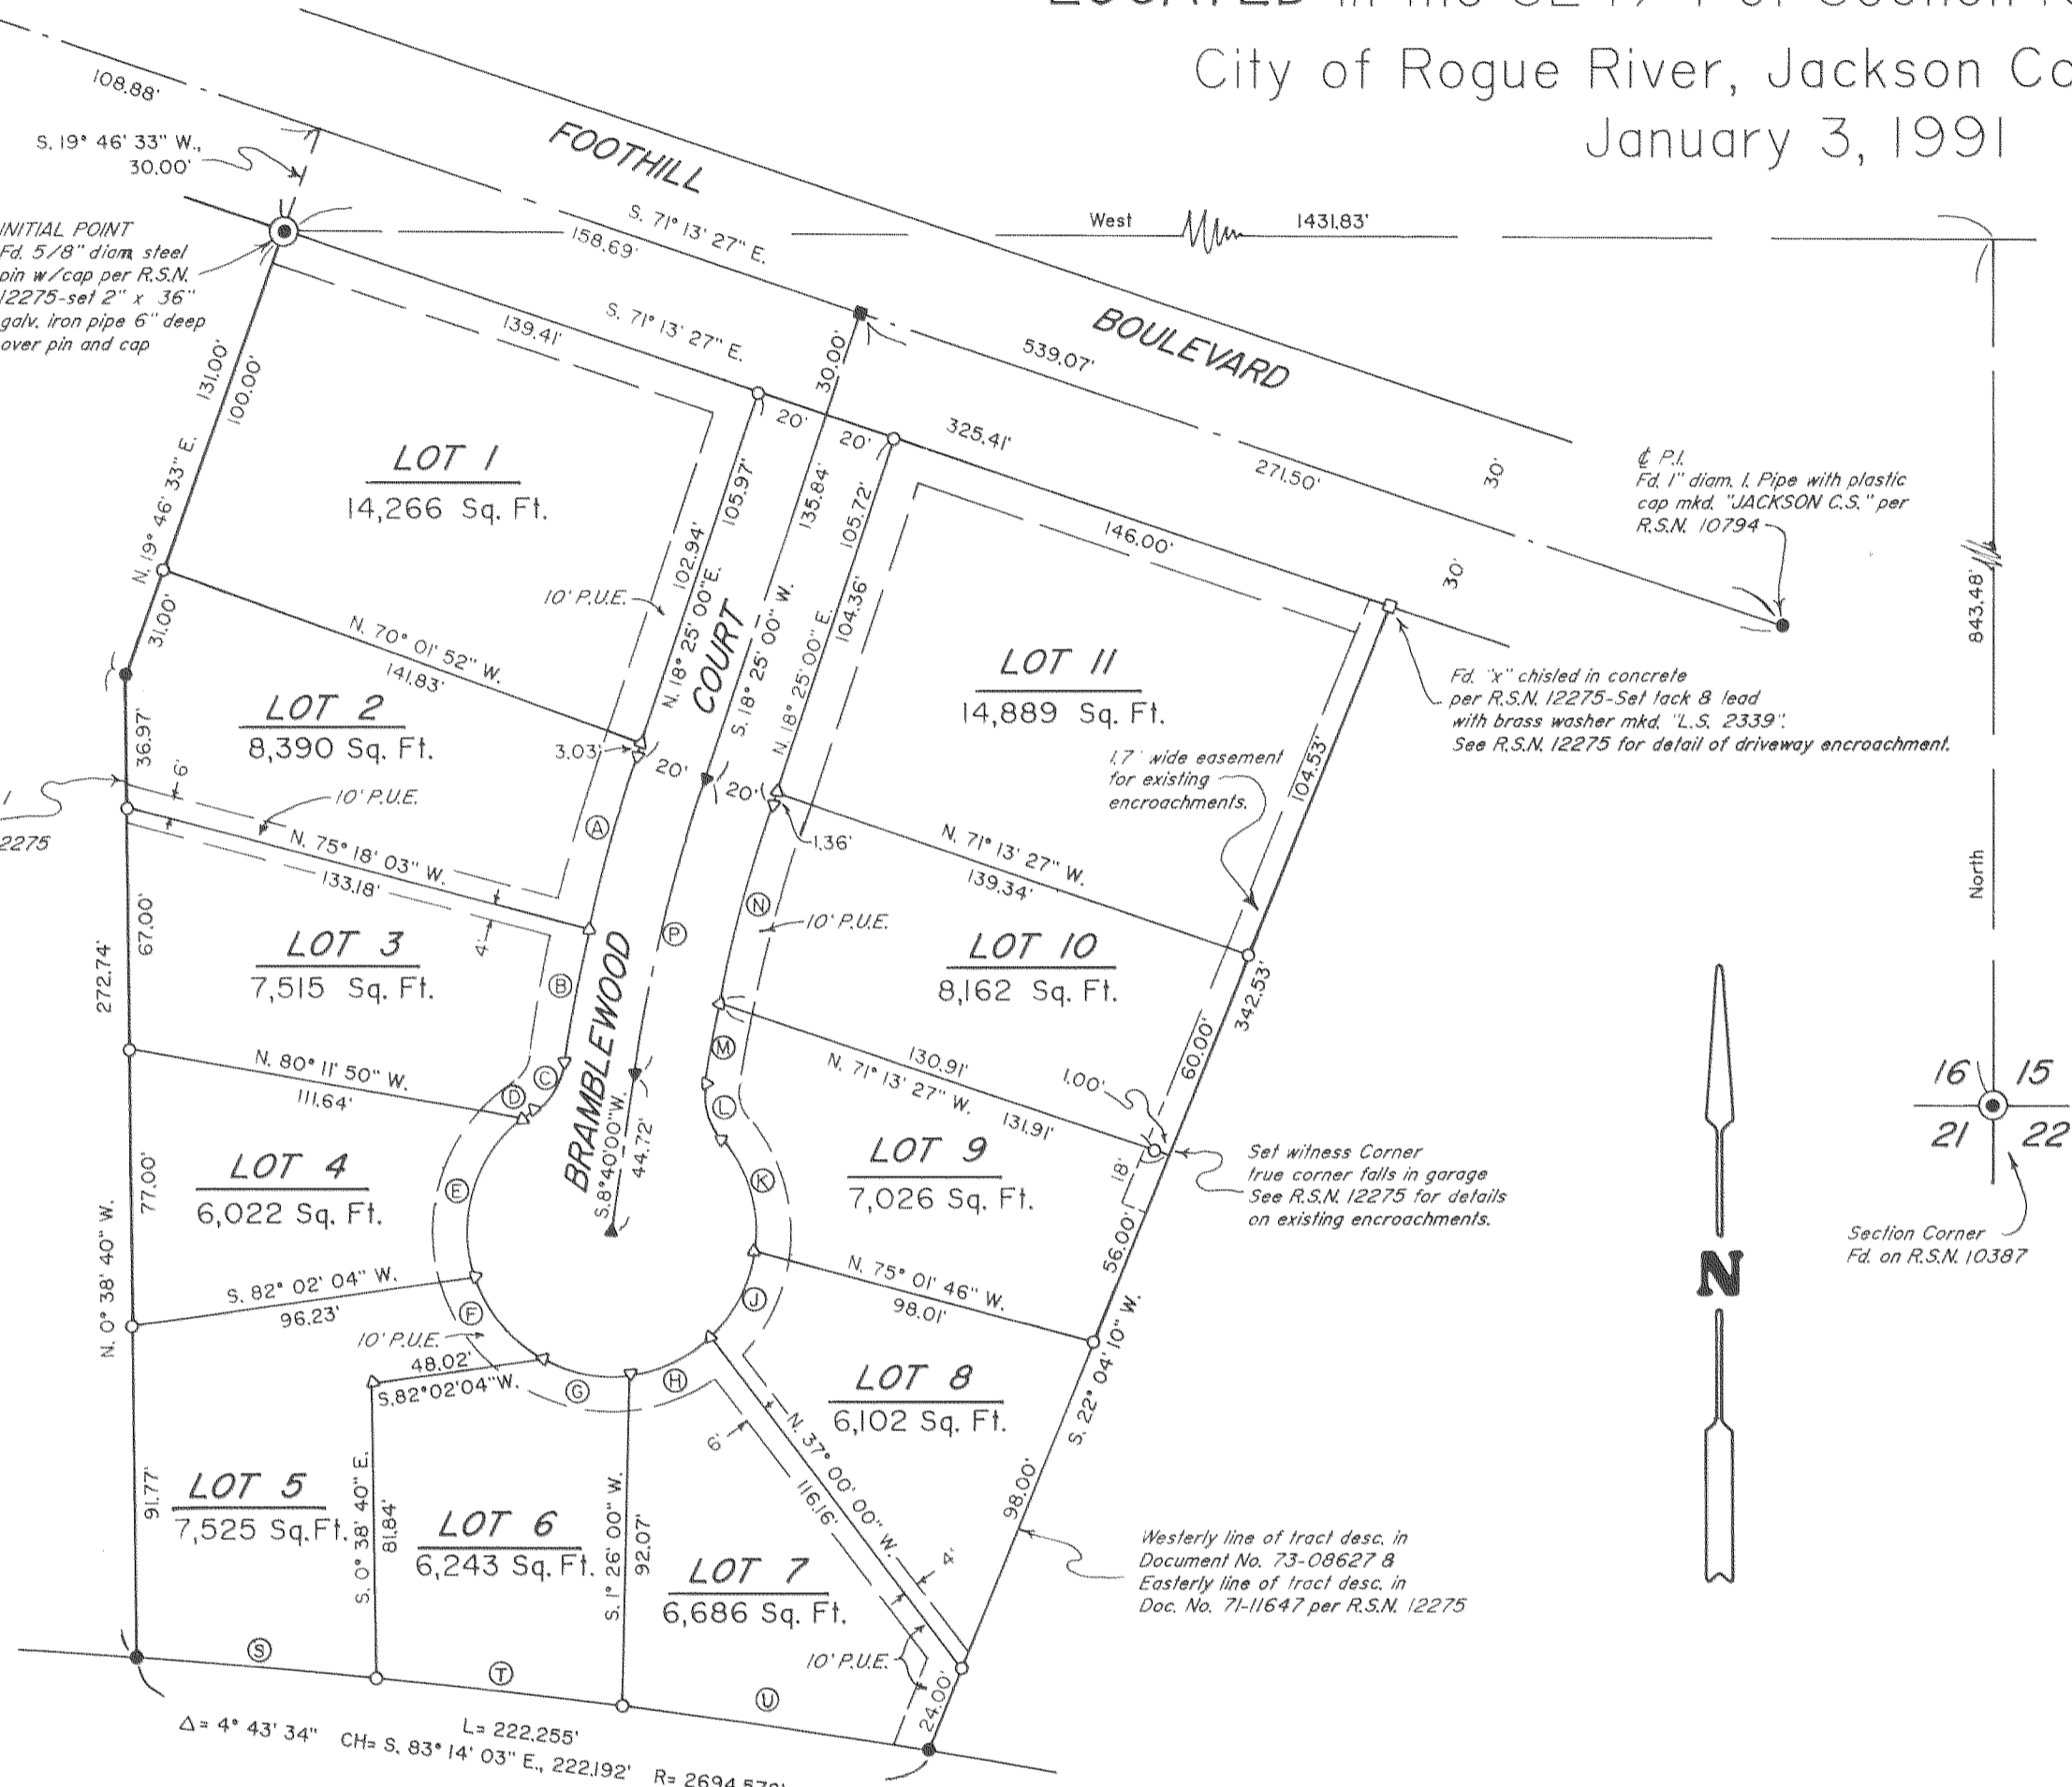 LOCATED in the SE 1/4 of Section
City of Rogue River, Jackson Co
January 3, 1991
108.88'
S. 19° 46' 33" W.,
30.00'
FOOTHILL
BOULEVARD
S. 71° 13' 27" E.
158.69'
West 1431.83'
INITIAL POINT
Fd. 5/8" diam. steel
pin w/cap per R.S.N.
12275-set 2" x 36"
galv. iron pipe 6" deep
over pin and cap
139.41'
S. 71° 13' 27" E.
30.00'
539.07'
20'
20'
325.41'
271.50'
30'
30'
146.00'
℄ P.I.
Fd. 1" diam. I. Pipe with plastic
cap mkd. "JACKSON C.S." per
R.S.N. 10794
843.48'
North
131.00'
100.00'
N. 19° 46' 33" E.
31.00'
LOT 1
14,266 Sq. Ft.
10' P.U.E.
105.97'
102.94'
N. 18° 25' 00" E.
COURT
135.84'
S. 18° 25' 00" W.
105.72'
104.36'
N. 18° 25' 00" E.
LOT 11
14,889 Sq. Ft.
Fd. "x" chisled in concrete
per R.S.N. 12275-Set tack & lead
with brass washer mkd. "L.S. 2339".
See R.S.N. 12275 for detail of driveway encroachment.
N. 70° 01' 52" W.
141.83'
LOT 2
8,390 Sq. Ft.
3.03'
20'
20'
1.36'
36.97'
6'
10' P.U.E.
2275
N. 75° 18' 03" W.
133.18'
A
1.7' wide easement
for existing
encroachments.
104.53'
N. 71° 13' 27" W.
139.34'
N
10' P.U.E.
P
LOT 3
7,515 Sq. Ft.
4'
B
67.00'
272.74'
LOT 10
8,162 Sq. Ft.
342.53'
60.00'
BRAMBLEWOOD
N. 80° 11' 50" W.
111.64'
C
D
M
L
130.91'
N. 71° 13' 27" W.
131.91'
1.00'
16 15
21 22
Section Corner
Fd. on R.S.N. 10387
S. 8° 40' 00" W.
44.72'
LOT 4
6,022 Sq. Ft.
E
77.00'
N. 0° 38' 40" W.
K
LOT 9
7,026 Sq. Ft.
18'
56.00'
Set witness Corner
true corner falls in garage
See R.S.N. 12275 for details
on existing encroachments.
N
S. 82° 02' 04" W.
96.23'
F
10' P.U.E.
J
N. 75° 01' 46" W.
98.01'
S. 22° 04' 10" W.
48.02'
S. 82° 02' 04" W.
G
H
LOT 8
6,102 Sq. Ft.
6'
N. 37° 00' 00" W.
116.16'
4'
98.00'
91.77'
LOT 5
7,525 Sq. Ft.
S. 0° 38' 40" E.
81.84'
LOT 6
6,243 Sq. Ft.
S. 1° 26' 00" W.
92.07'
LOT 7
6,686 Sq. Ft.
Westerly line of tract desc. in
Document No. 73-08627 &
Easterly line of tract desc. in
Doc. No. 71-11647 per R.S.N. 12275
10' P.U.E.
24.00'
S
T
U
Δ= 4° 43' 34" CH= S. 83° 14' 03" E., 222.192'
L= 222.255'